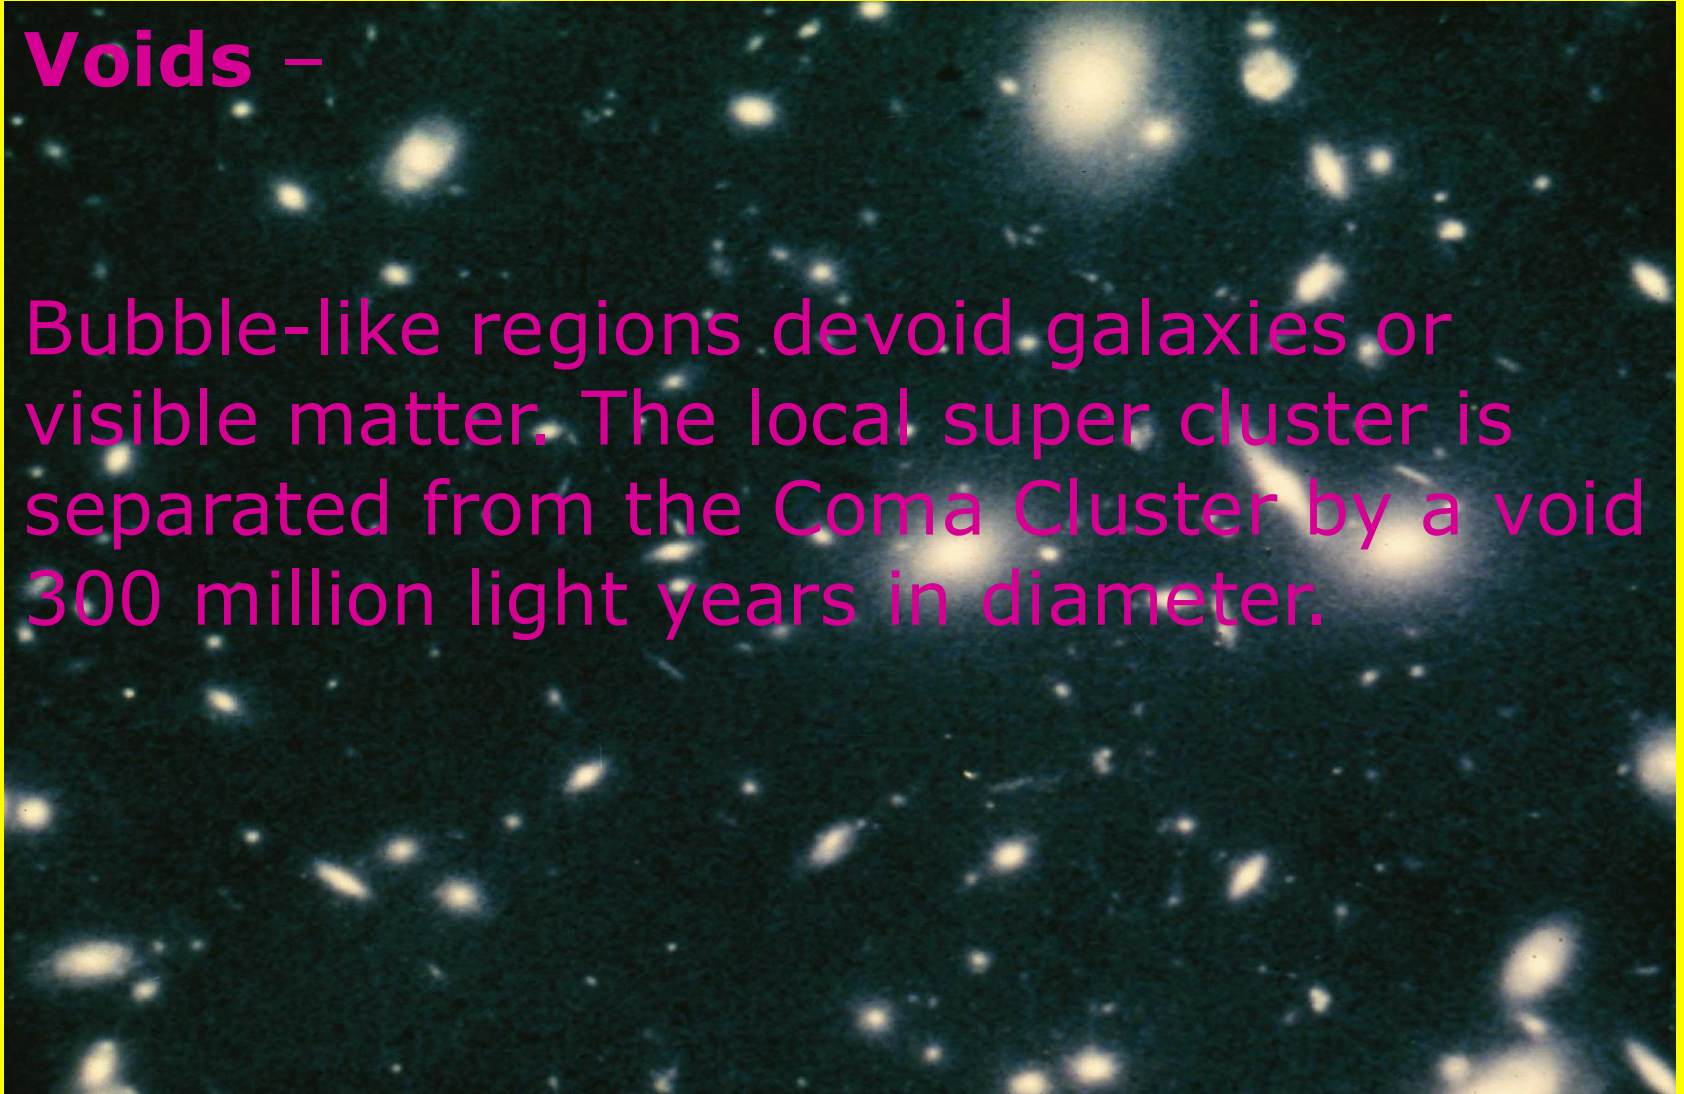 Voids –
Bubble-like regions devoid galaxies or
visible matter. The local super cluster is
separated from the Coma Cluster by a void
300 million light years in diameter.